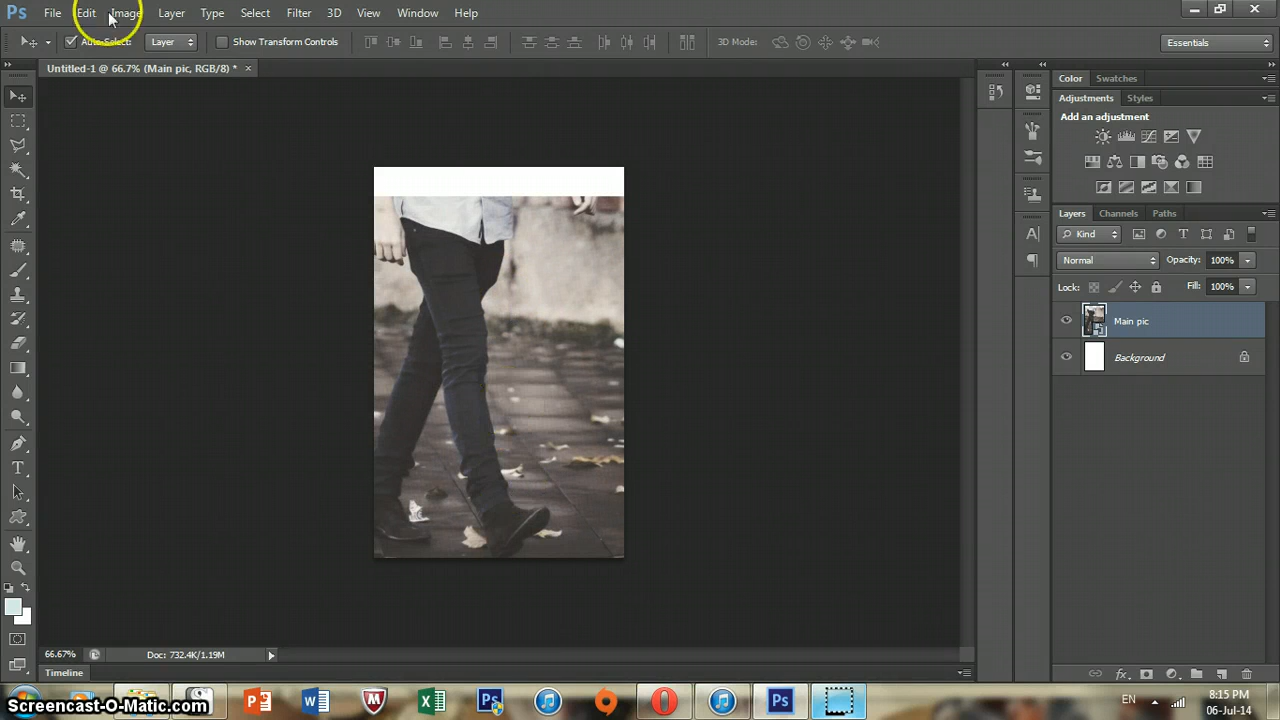 Ps File Edit Image Layer Type Select Filter 3D View Window Help
Auto-Select: Layer Show Transform Controls 3D Mode: Essentials
Untitled-1 @ 66.7% (Main pic, RGB/8) * ×
Color Swatches
Adjustments Styles
Add an adjustment
Layers Channels Paths
Kind
Normal Opacity: 100%
Lock: Fill: 100%
Main pic
Background
66.67% Doc: 732.4K/1.19M
Timeline
EN 8:15 PM
06-Jul-14
Screencast-O-Matic.com